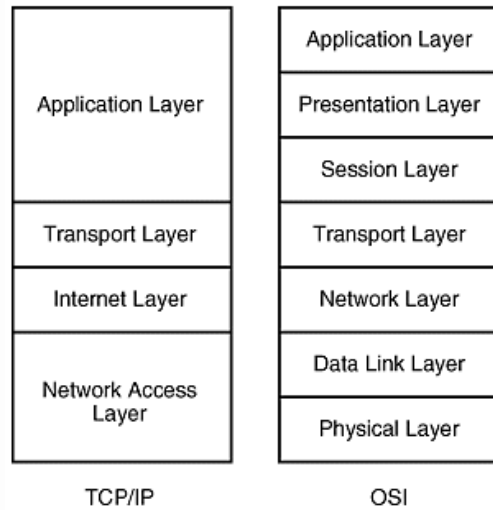 Application Layer
Transport Layer
Internet Layer
Network Access
Layer
TCP/IP
Application Layer
Presentation Layer
Session Layer
Transport Layer
Network Layer
Data Link Layer
Physical Layer
OSI